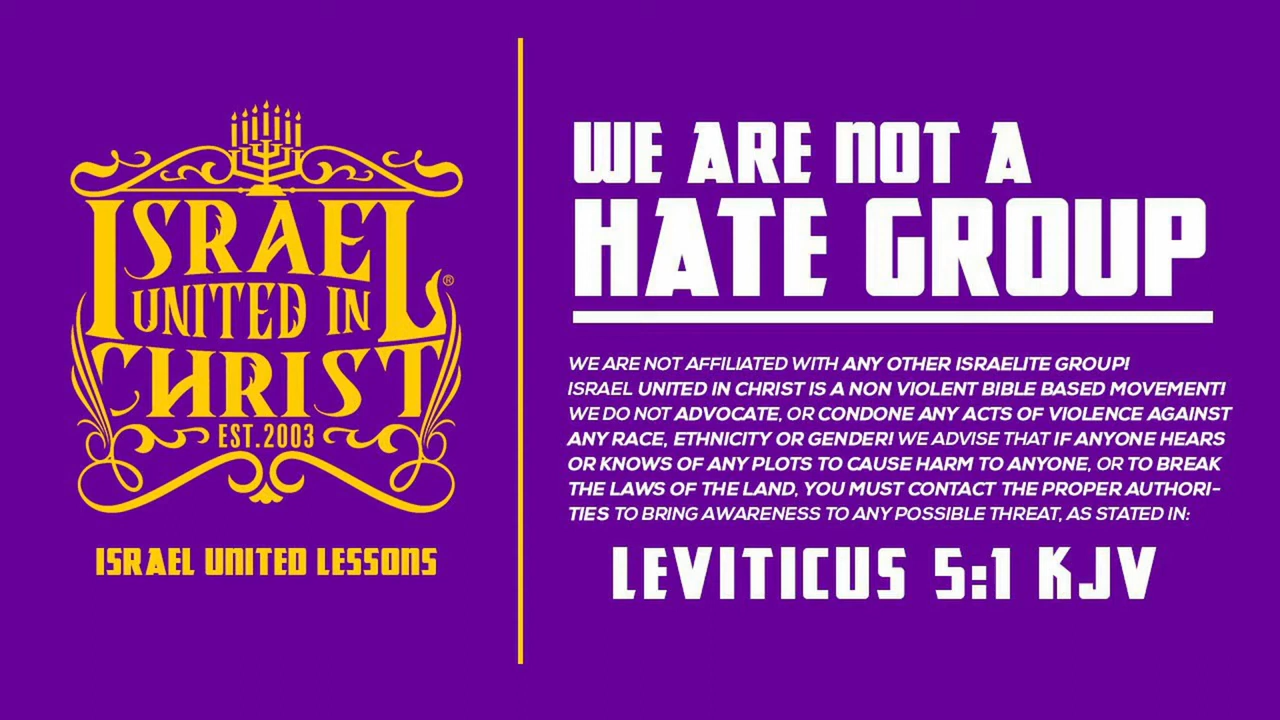 ISRAEL
UNITED IN
CHRIST
®
EST.2003
ISRAEL UNITED LESSONS
WE ARE NOT A
HATE GROUP
WE ARE NOT AFFILIATED WITH ANY OTHER ISRAELITE GROUP!
ISRAEL UNITED IN CHRIST IS A NON VIOLENT BIBLE BASED MOVEMENT!
WE DO NOT ADVOCATE, OR CONDONE ANY ACTS OF VIOLENCE AGAINST
ANY RACE, ETHNICITY OR GENDER! WE ADVISE THAT IF ANYONE HEARS
OR KNOWS OF ANY PLOTS TO CAUSE HARM TO ANYONE, OR TO BREAK
THE LAWS OF THE LAND, YOU MUST CONTACT THE PROPER AUTHORI-
TIES TO BRING AWARENESS TO ANY POSSIBLE THREAT, AS STATED IN:
LEVITICUS 5:1 KJV